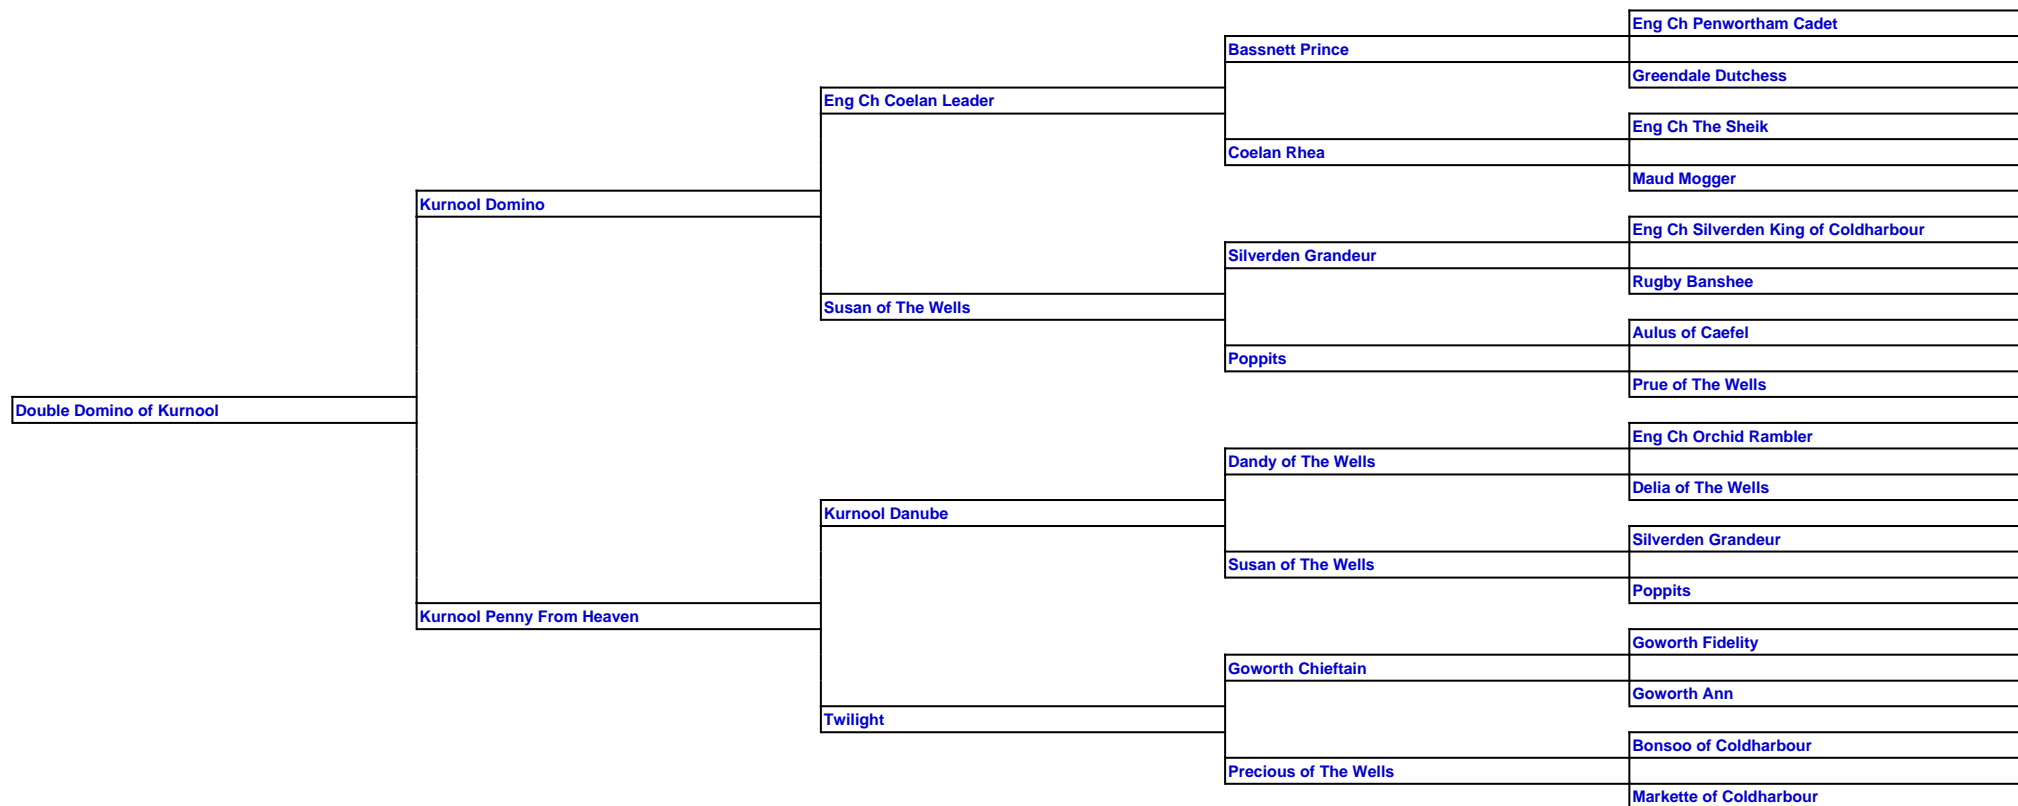 Eng Ch Penwortham Cadet
Bassnett Prince
Greendale Dutchess
Eng Ch Coelan Leader
Eng Ch The Sheik
Coelan Rhea
Maud Mogger
Kurnool Domino
Eng Ch Silverden King of Coldharbour
Silverden Grandeur
Rugby Banshee
Susan of The Wells
Aulus of Caefel
Poppits
Prue of The Wells
Double Domino of Kurnool
Eng Ch Orchid Rambler
Dandy of The Wells
Delia of The Wells
Kurnool Danube
Silverden Grandeur
Susan of The Wells
Poppits
Kurnool Penny From Heaven
Goworth Fidelity
Goworth Chieftain
Goworth Ann
Twilight
Bonsoo of Coldharbour
Precious of The Wells
Markette of Coldharbour